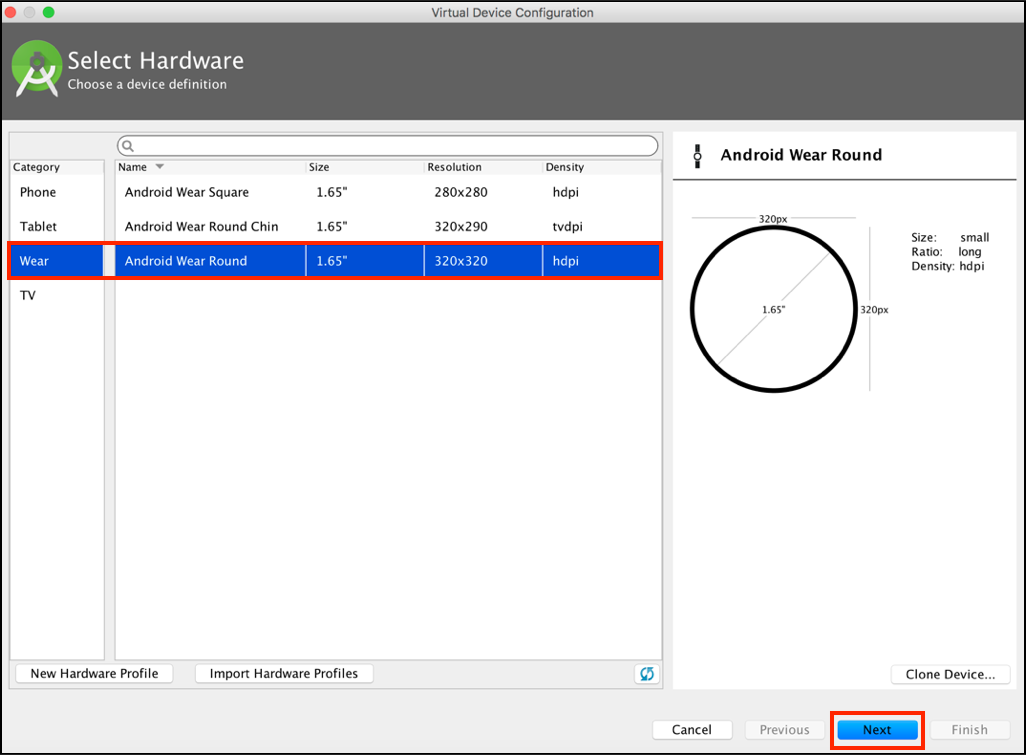 Virtual Device Configuration
Select Hardware
Choose a device definition
Category
Phone
Tablet
Wear
TV
Name Size Resolution Density
Android Wear Square 1.65" 280x280 hdpi
Android Wear Round Chin 1.65" 320x290 tvdpi
Android Wear Round 1.65" 320x320 hdpi
New Hardware Profile Import Hardware Profiles
Android Wear Round
320px
1.65"
320px
Size: small
Ratio: long
Density: hdpi
Clone Device...
Cancel Previous Next Finish